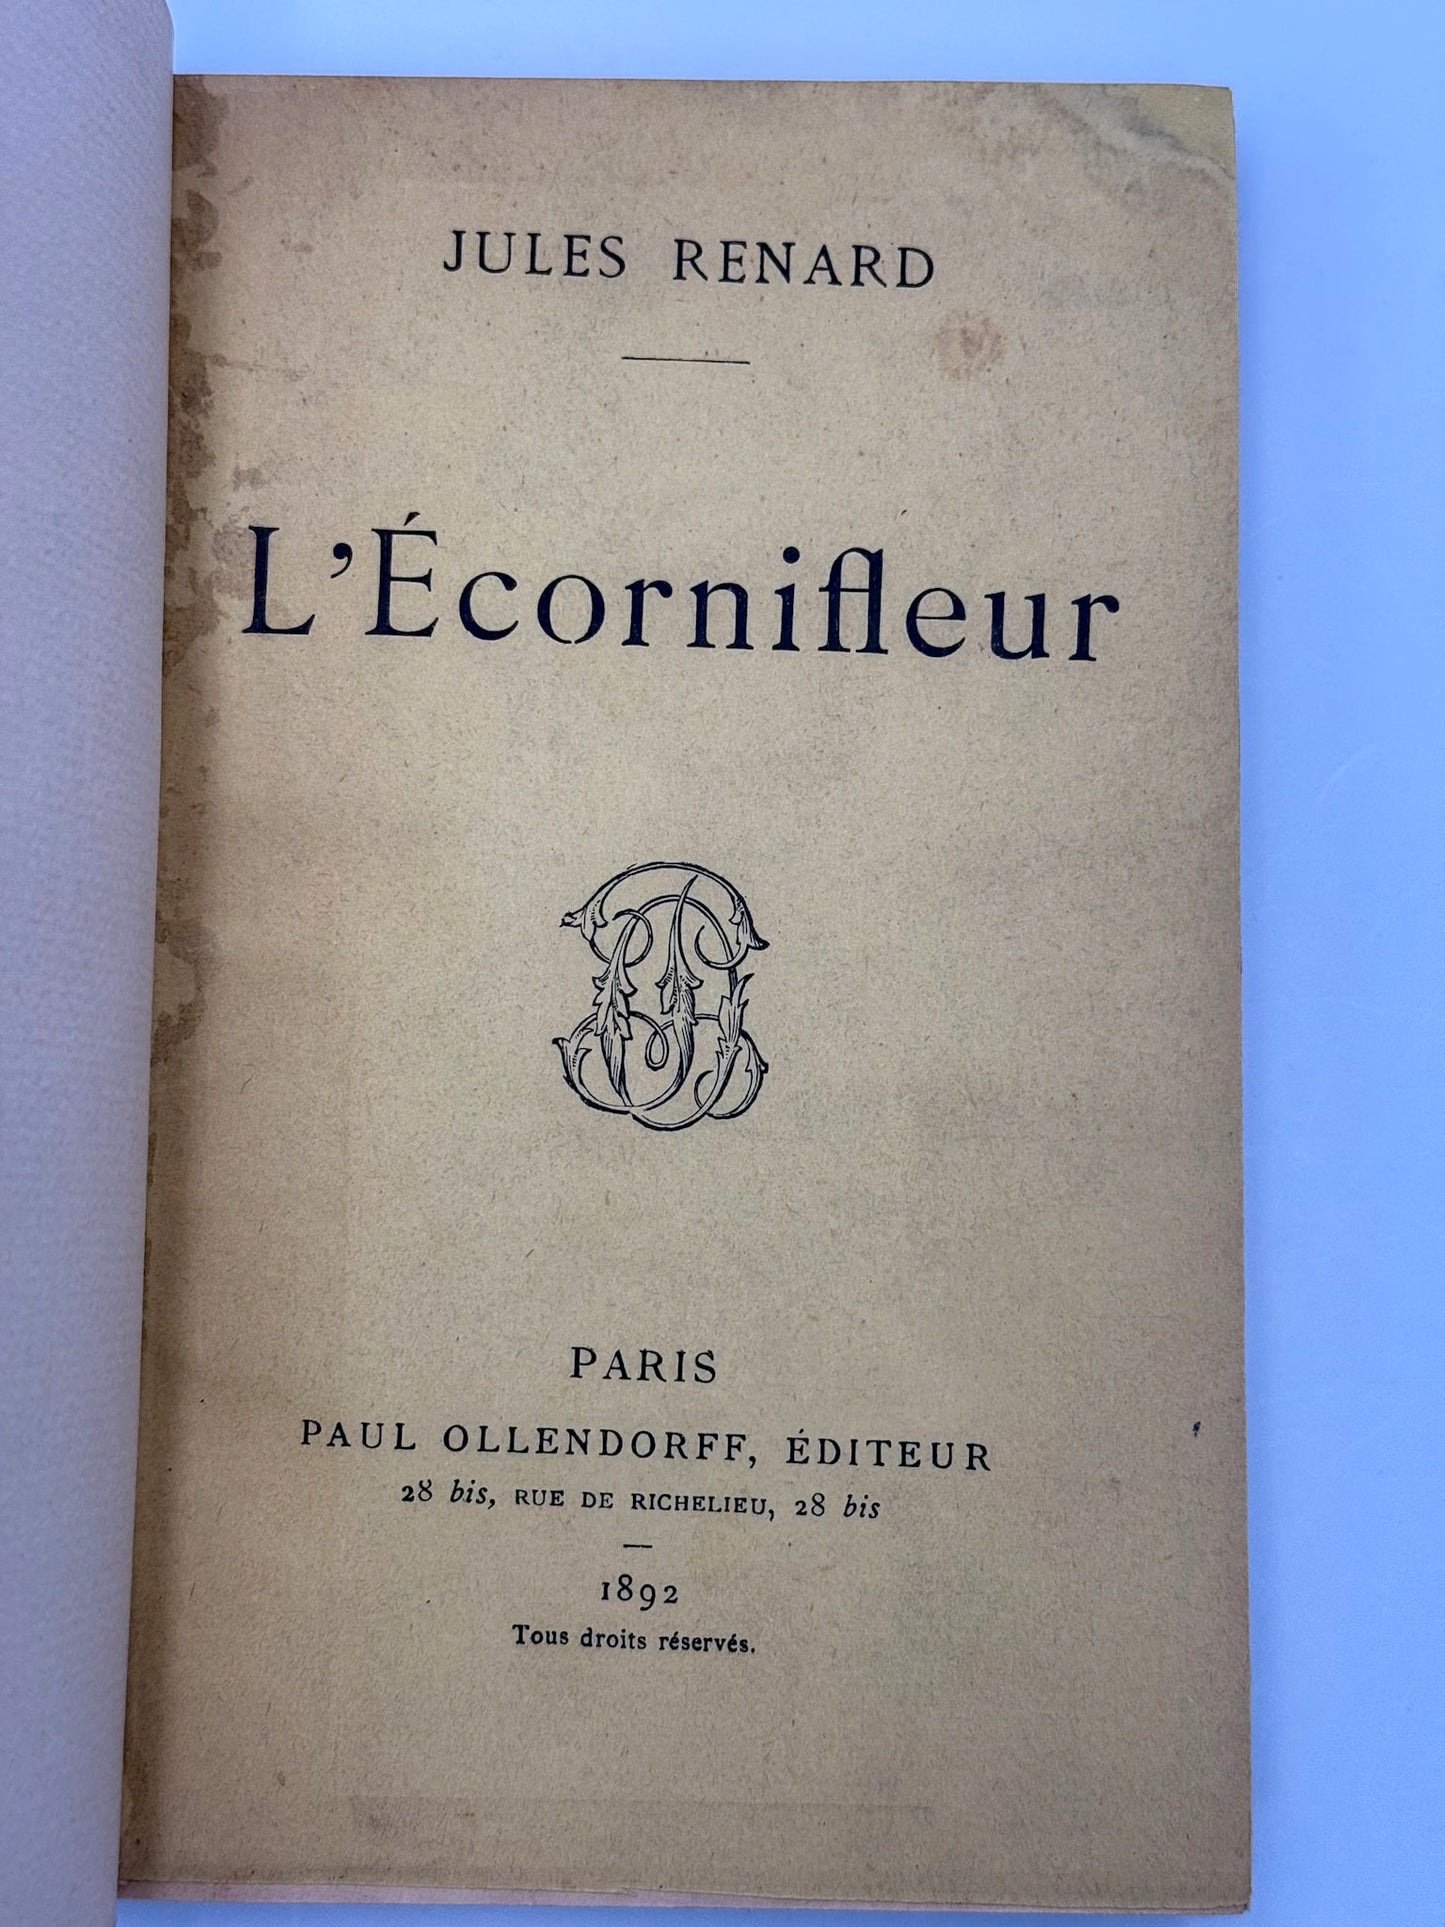 JULES RENARD
L'Écornifleur
PARIS
PAUL OLLENDORFF, ÉDITEUR
28 bis, RUE DE RICHELIEU, 28 bis
1892
Tous droits réservés.